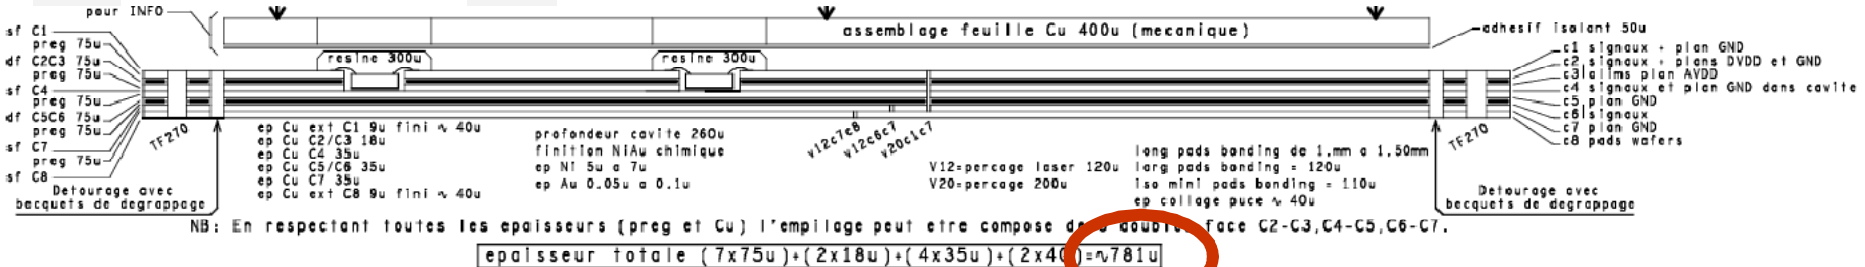 pour INFO
assemblage feuille Cu 400u (mecanique)
adhesif isolant 50u
sf C1
preg 75u
df C2C3 75u
preg 75u
sf C4
preg 75u
df C5C6 75u
preg 75u
sf C7
preg 75u
sf C8
resine 300u
resine 300u
c1 signaux + plan GND
c2 signaux + plans DVDD et GND
c3 alims plan AVDD
c4 signaux et plan GND dans cavite
c5 plan GND
c6 signaux
c7 plan GND
c8 pads wafers
TF270
ep Cu ext C1 9u fini ∿ 40u
ep Cu C2/C3 18u
ep Cu C4 35u
ep Cu C5/C6 35u
ep Cu C7 35u
ep Cu ext C8 9u fini ∿ 40u
profondeur cavite 260u
finition NiAu chimique
ep Ni 5u a 7u
ep Au 0.05u a 0.1u
v12c7c8
v12c6c7
v20c1c7
V12=percage laser 120u
V20=percage 200u
long pads bonding de 1,mm a 1,50mm
larg pads bonding = 120u
iso mini pads bonding = 110u
ep collage puce ∿ 40u
TF270
Detourage avec
becquets de degrappage
Detourage avec
becquets de degrappage
NB: En respectant toutes les epaisseurs (preg et Cu) l'empilage peut etre compose de double face C2-C3,C4-C5,C6-C7.
epaisseur totale (7x75u)+(2x18u)+(4x35u)+(2x40)=∿781u